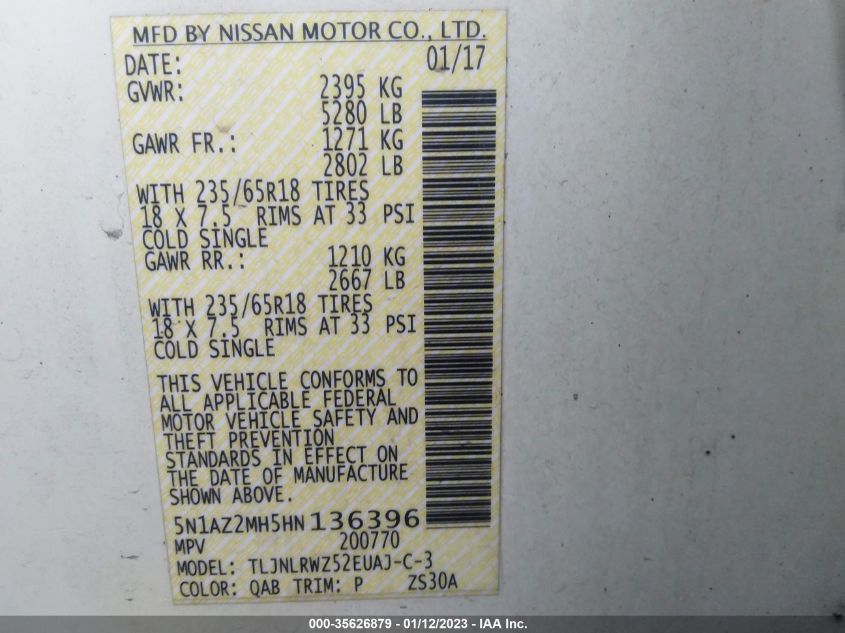 MFD BY NISSAN MOTOR CO., LTD.
DATE: 01/17
GVWR: 2395 KG
5280 LB
GAWR FR.: 1271 KG
2802 LB
WITH 235/65R18 TIRES
18 X 7.5 RIMS AT 33 PSI
COLD SINGLE
GAWR RR.: 1210 KG
2667 LB
WITH 235/65R18 TIRES
18 X 7.5 RIMS AT 33 PSI
COLD SINGLE
THIS VEHICLE CONFORMS TO
ALL APPLICABLE FEDERAL
MOTOR VEHICLE SAFETY AND
THEFT PREVENTION
STANDARDS IN EFFECT ON
THE DATE OF MANUFACTURE
SHOWN ABOVE.
5N1AZ2MH5HN136396
MPV 200770
MODEL: TLJNLRWZ52EUAJ-C-3
COLOR: QAB TRIM: P ZS30A
000-35626879 - 01/12/2023 - IAA Inc.